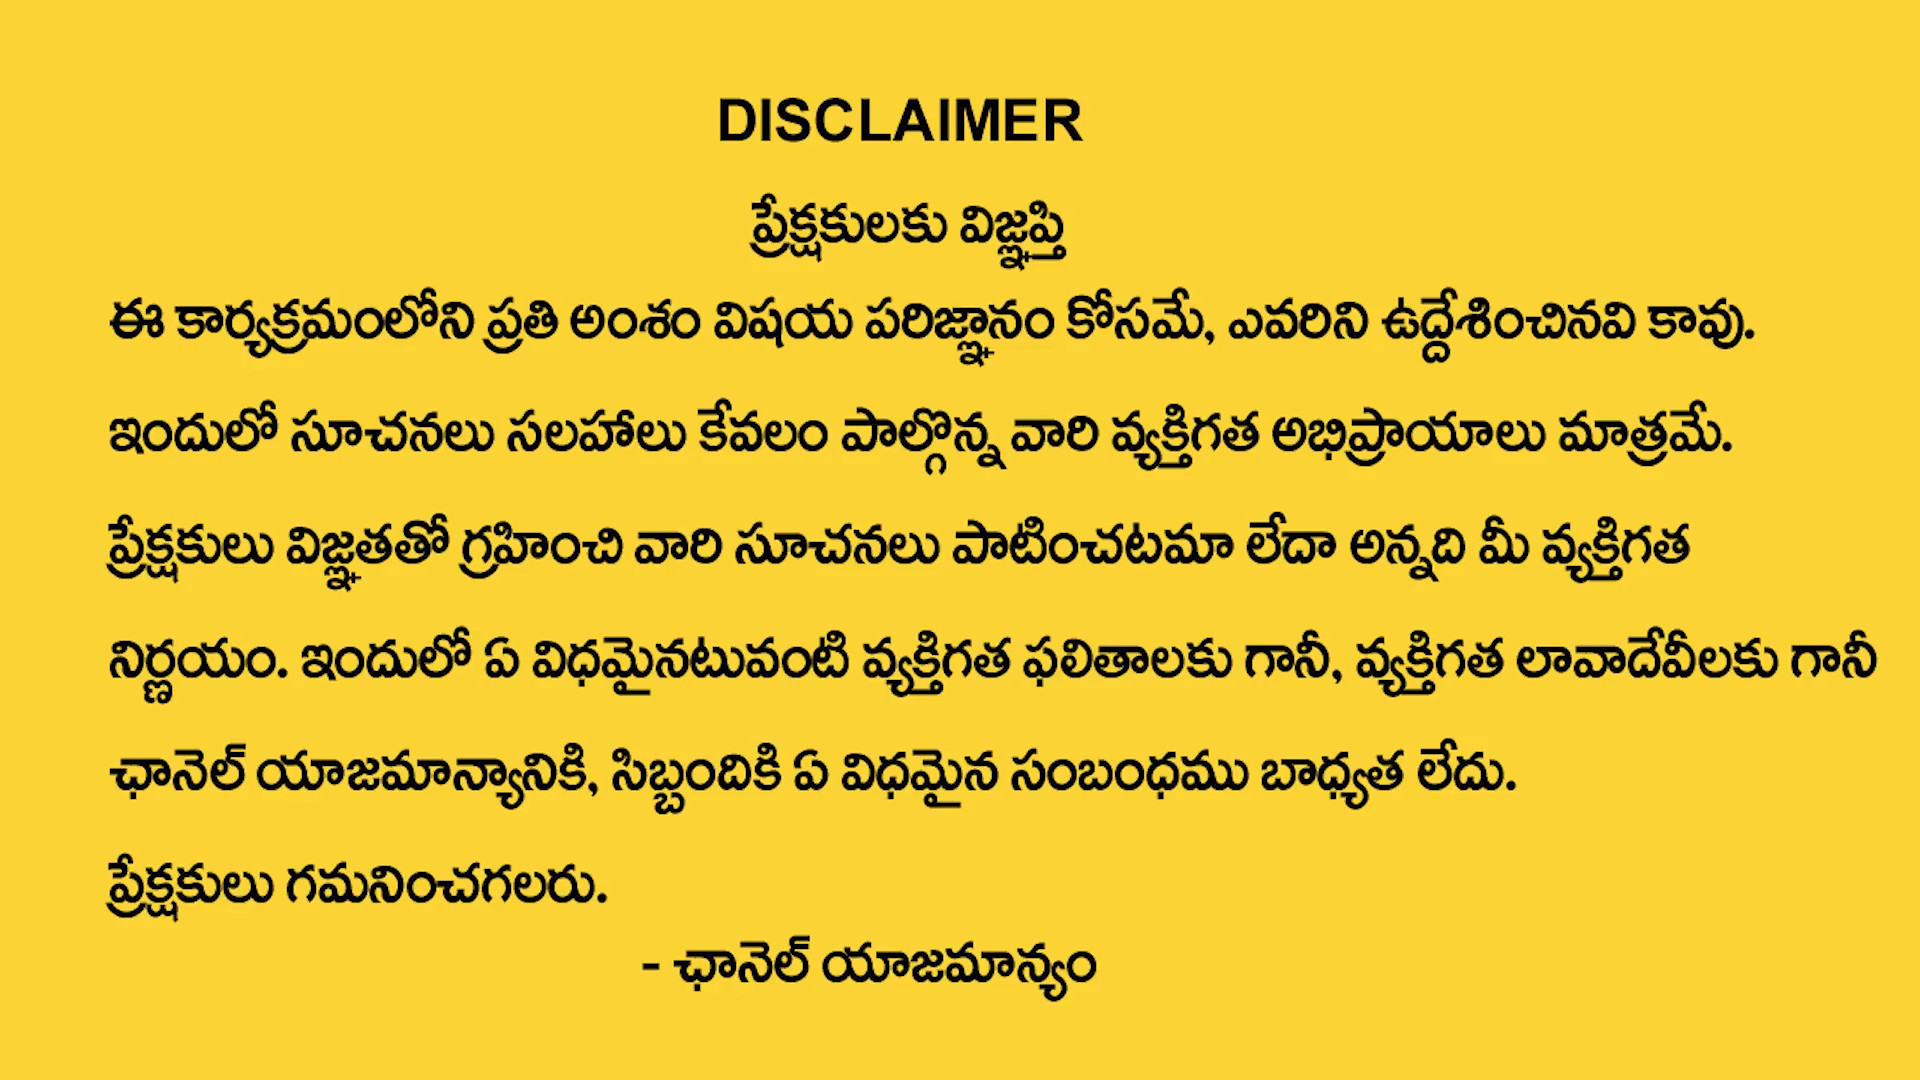 DISCLAIMER
ప్రేక్షకులకు విజ్ఞప్తి
ఈ కార్యక్రమంలోని ప్రతి అంశం విషయ పరిజ్ఞానం కోసమే, ఎవరిని ఉద్దేశించినవి కావు.
ఇందులో సూచనలు సలహాలు కేవలం పాల్గొన్న వారి వ్యక్తిగత అభిప్రాయాలు మాత్రమే.
ప్రేక్షకులు విజ్ఞతతో గ్రహించి వారి సూచనలు పాటించటమా లేదా అన్నది మీ వ్యక్తిగత
నిర్ణయం. ఇందులో ఏ విధమైనటువంటి వ్యక్తిగత ఫలితాలకు గానీ, వ్యక్తిగత లావాదేవీలకు గానీ
ఛానెల్ యాజమాన్యానికి, సిబ్బందికి ఏ విధమైన సంబంధము బాధ్యత లేదు.
ప్రేక్షకులు గమనించగలరు.
- ఛానెల్ యాజమాన్యం